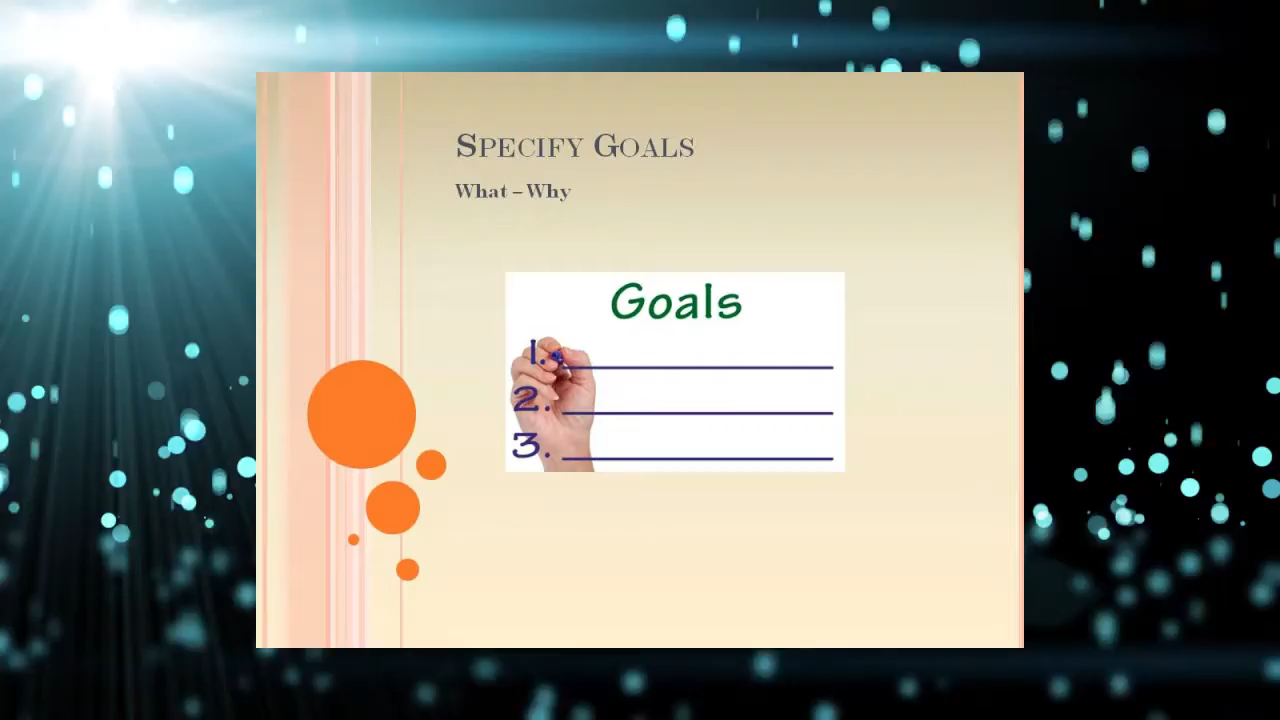 SPECIFY GOALS
What – Why
Goals
1.
2.
3.